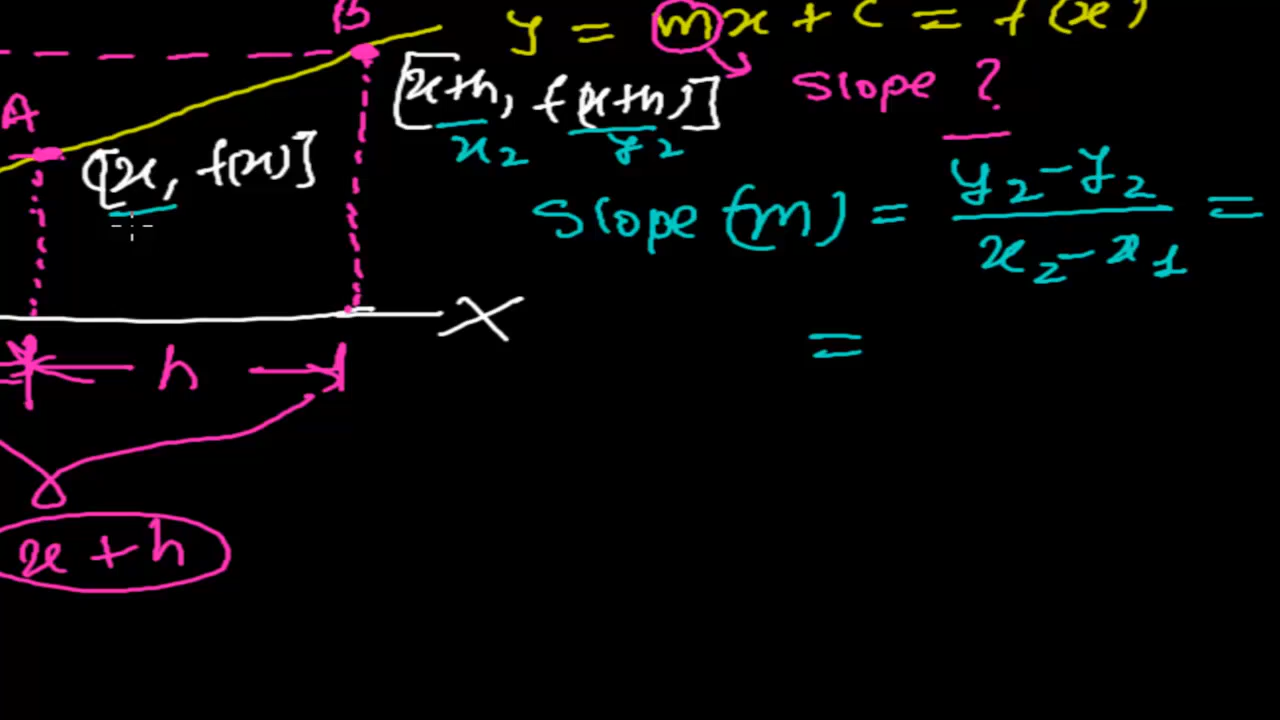 B y = mx + c = f(x)
[x+h, f(x+h)] slope ?
A
x₂ y₂
[x, f(x)]
slope (m) = y₂-y₂ / x₂-x₁ =
X
=
h
x + h